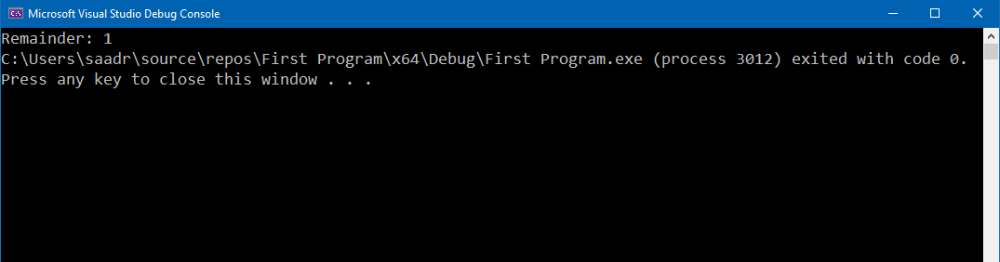 Microsoft Visual Studio Debug Console
Remainder: 1
C:\Users\saadr\source\repos\First Program\x64\Debug\First Program.exe (process 3012) exited with code 0.
Press any key to close this window . . .